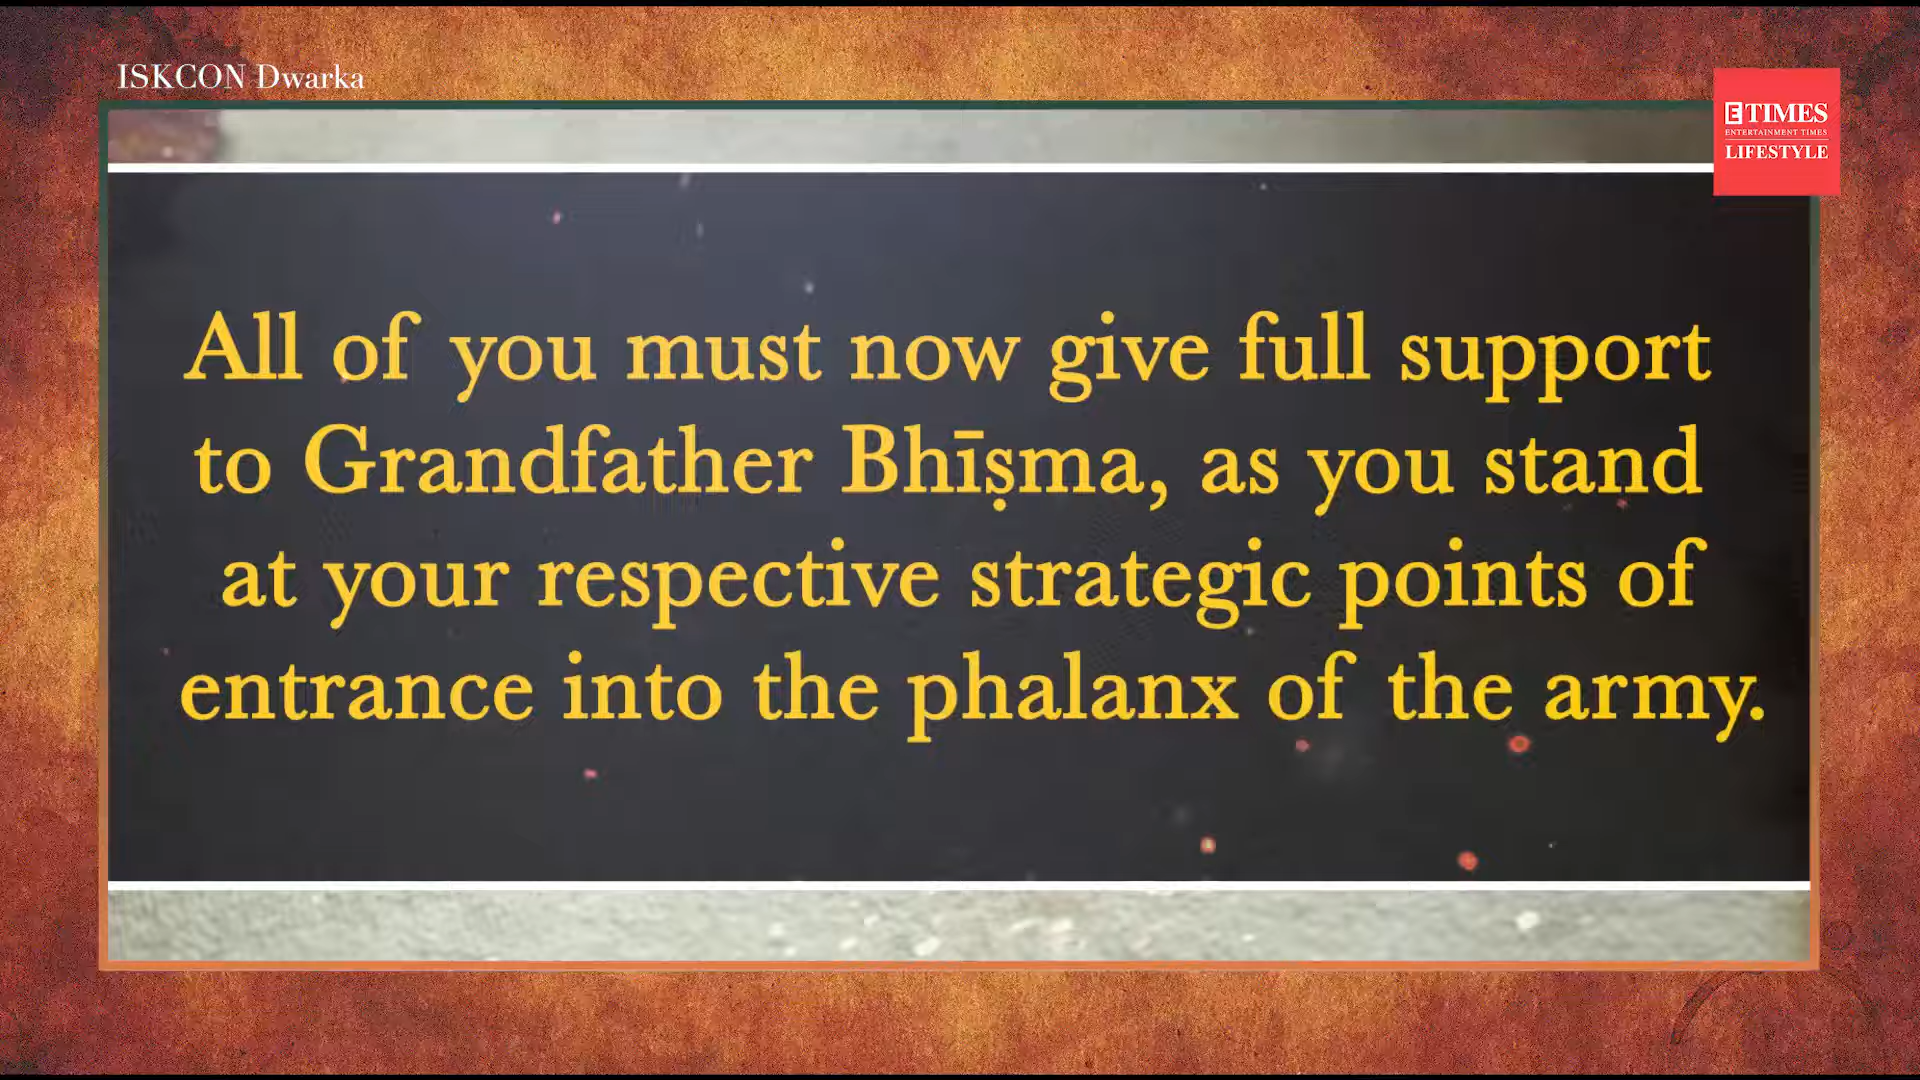 ISKCON Dwarka
ETIMES
ENTERTAINMENT TIMES
LIFESTYLE
All of you must now give full support
to Grandfather Bhīṣma, as you stand
at your respective strategic points of
entrance into the phalanx of the army.